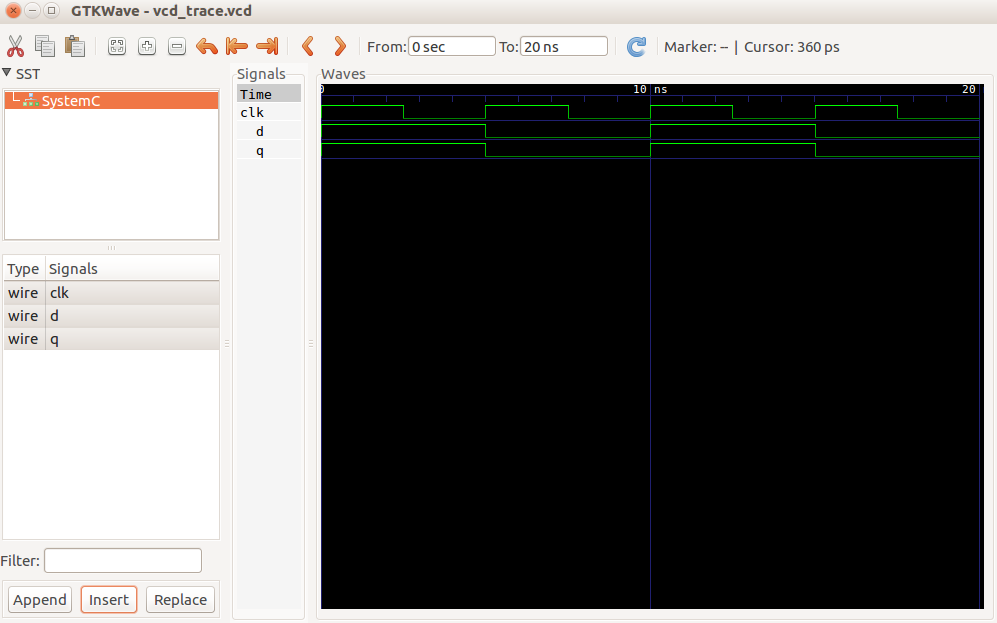 GTKWave - vcd_trace.vcd
From: 0 sec To: 20 ns Marker: -- | Cursor: 360 ps
SST
SystemC
Type Signals
wire clk
wire d
wire q
Filter:
Append Insert Replace
Signals
Time
clk
d
q
Waves
0 10 ns 20